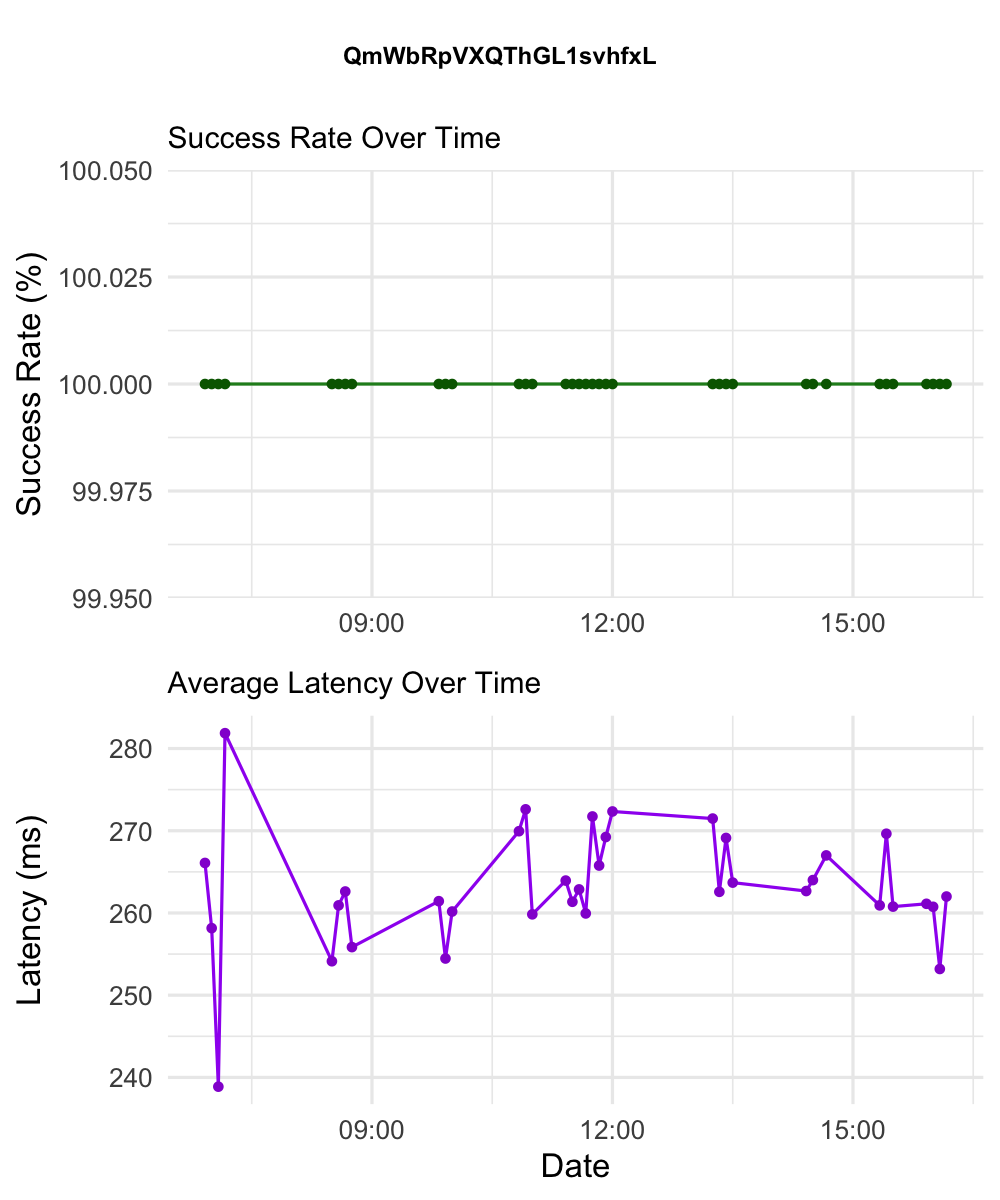 QmWbRpVXQThGL1svhfxL
Success Rate Over Time
Success Rate (%)
100.050
100.025
100.000
99.975
99.950
09:00 12:00 15:00
Average Latency Over Time
Latency (ms)
280
270
260
250
240
09:00 12:00 15:00
Date